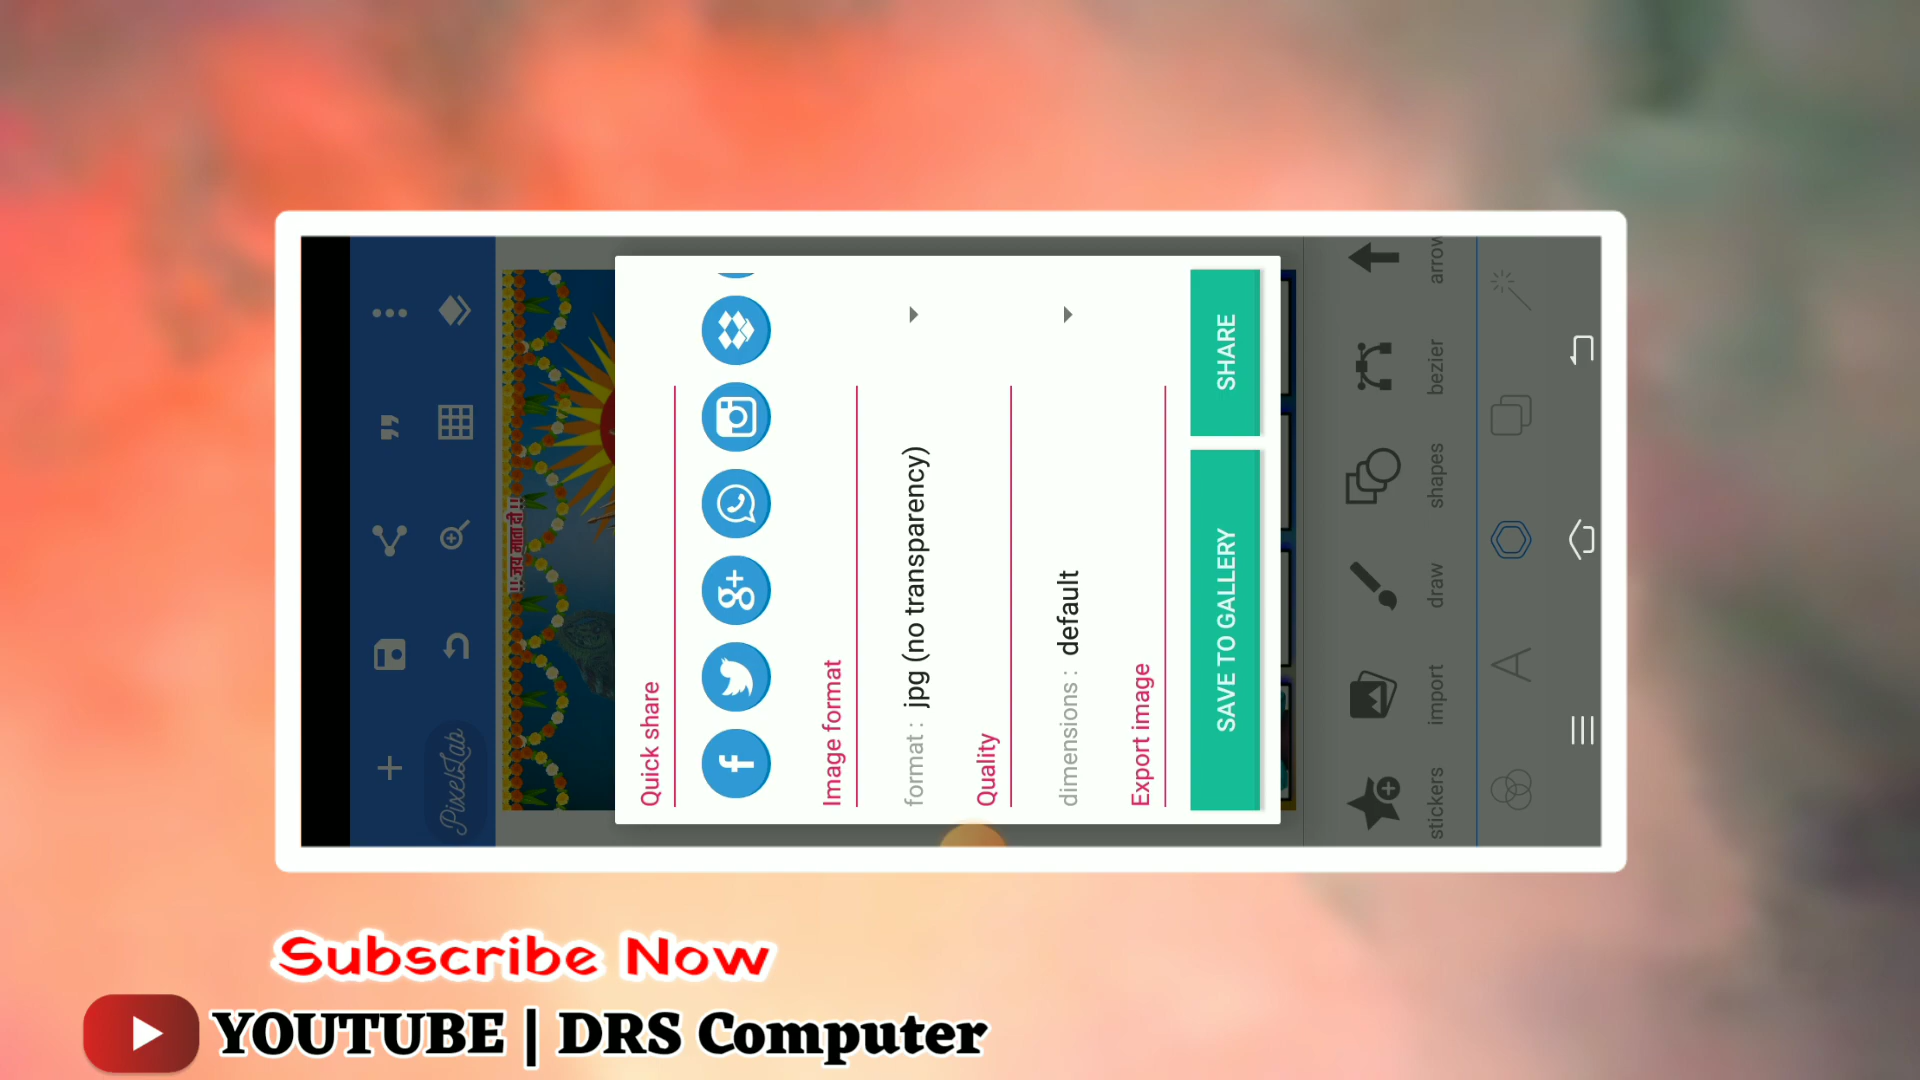 PixelLab
!! जय माता दी !!
Quick share
Image format
format : jpg (no transparency)
Quality
dimensions : default
Export image
SAVE TO GALLERY
SHARE
stickers
import
draw
shapes
bezier
arrow
Subscribe Now
YOUTUBE | DRS Computer